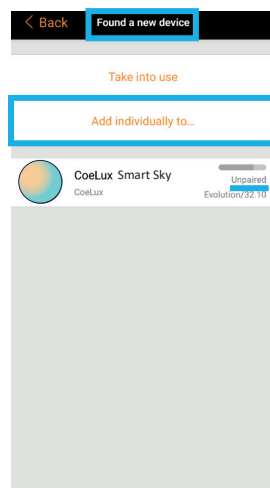 < Back Found a new device
Take into use
Add individually to...
CoeLux Smart Sky
Unpaired
CoeLux
Evolution/32.10